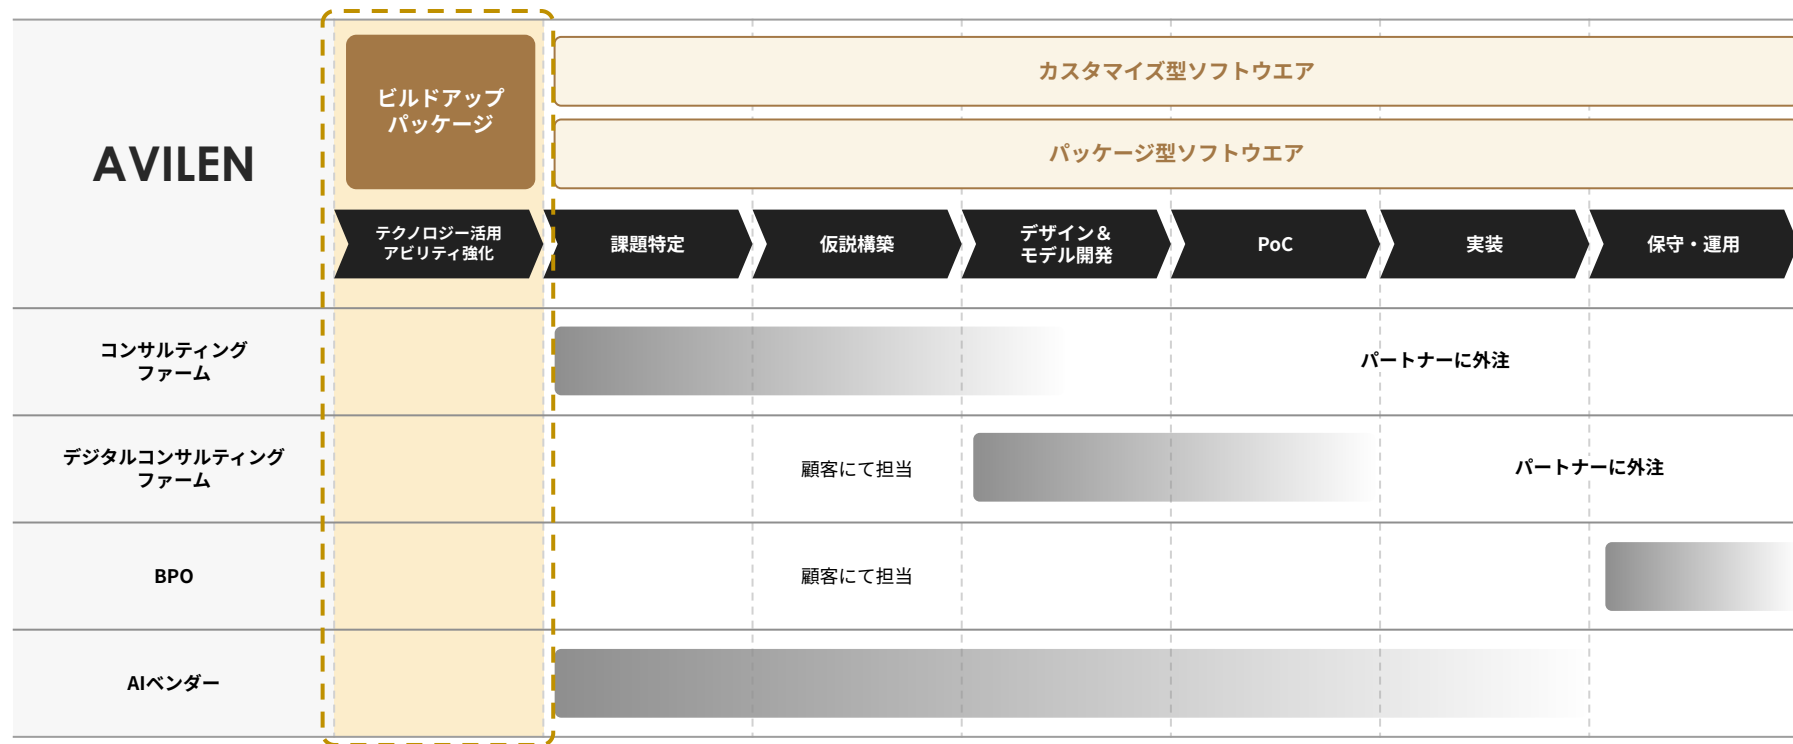 AVILEN
ビルドアップ
パッケージ
カスタマイズ型ソフトウエア
パッケージ型ソフトウエア
テクノロジー活用
アビリティ強化
課題特定
仮説構築
デザイン＆
モデル開発
PoC
実装
保守・運用
コンサルティング
ファーム
パートナーに外注
デジタルコンサルティング
ファーム
顧客にて担当
パートナーに外注
BPO
顧客にて担当
AIベンダー